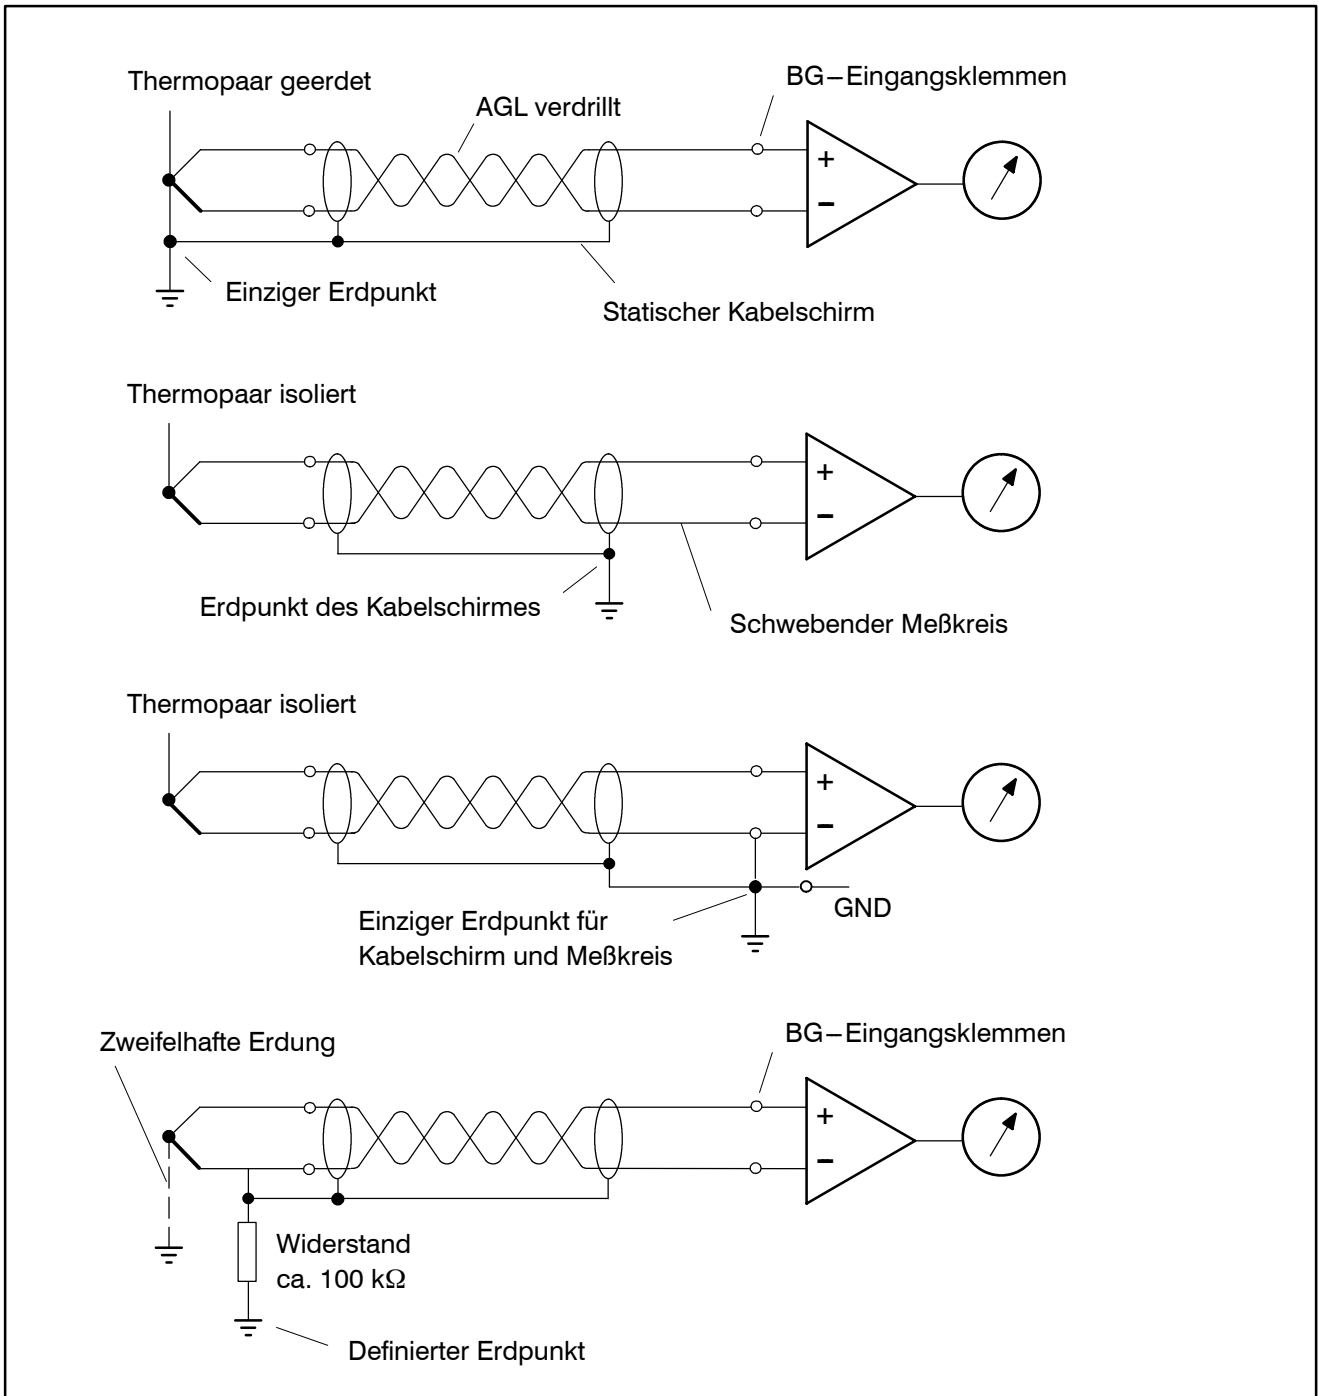 Thermopaar geerdet
BG–Eingangsklemmen
AGL verdrillt
+
–
Einziger Erdpunkt
Statischer Kabelschirm
Thermopaar isoliert
+
–
Erdpunkt des Kabelschirmes
Schwebender Meßkreis
Thermopaar isoliert
+
–
GND
Einziger Erdpunkt für
Kabelschirm und Meßkreis
Zweifelhafte Erdung
BG–Eingangsklemmen
+
–
Widerstand
ca. 100 kΩ
Definierter Erdpunkt